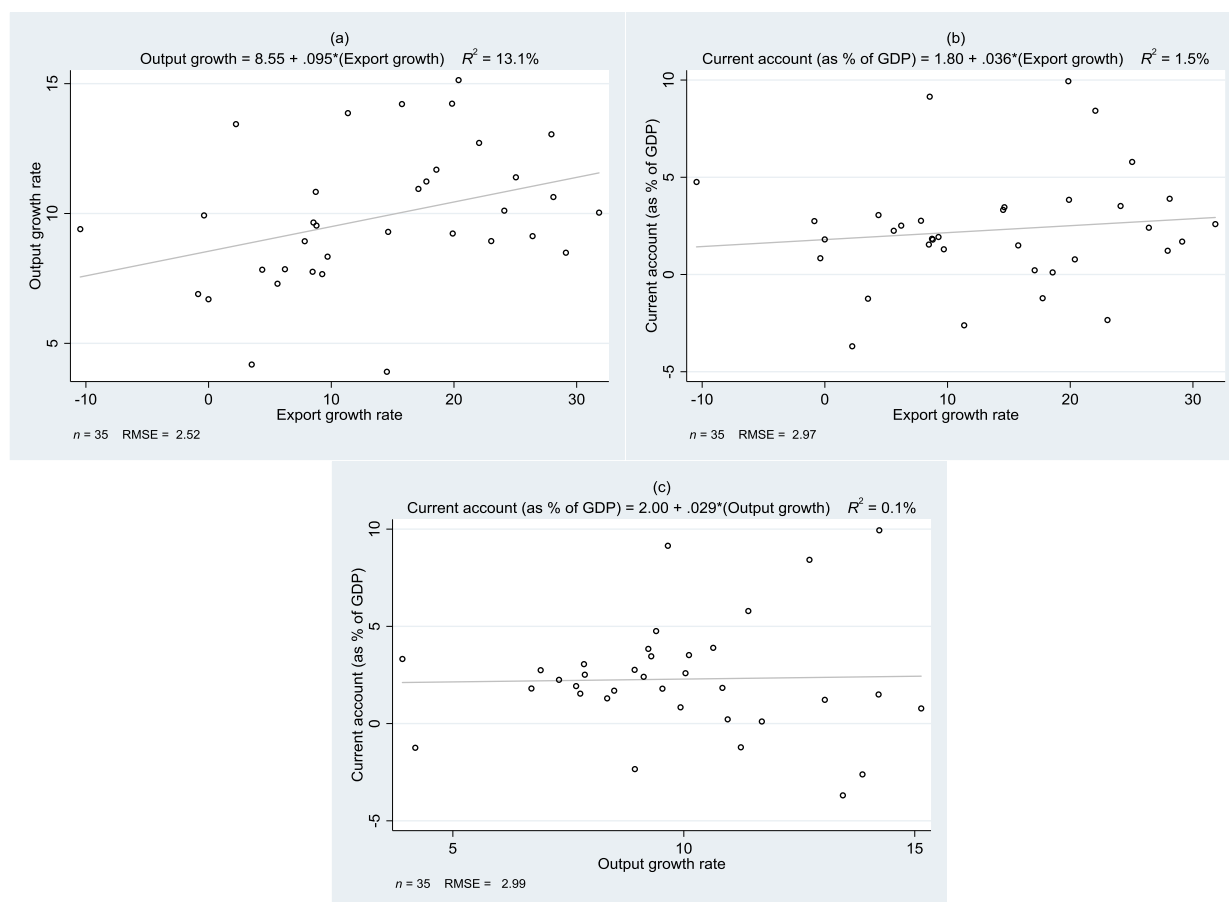 (a)
Output growth = 8.55 + .095*(Export growth) R² = 13.1%
Output growth rate
15
10
5
-10 0 10 20 30
Export growth rate
n = 35 RMSE = 2.52
(b)
Current account (as % of GDP) = 1.80 + .036*(Export growth) R² = 1.5%
Current account (as % of GDP)
10
5
0
-5
-10 0 10 20 30
Export growth rate
n = 35 RMSE = 2.97
(c)
Current account (as % of GDP) = 2.00 + .029*(Output growth) R² = 0.1%
Current account (as % of GDP)
10
5
0
-5
5 10 15
Output growth rate
n = 35 RMSE = 2.99